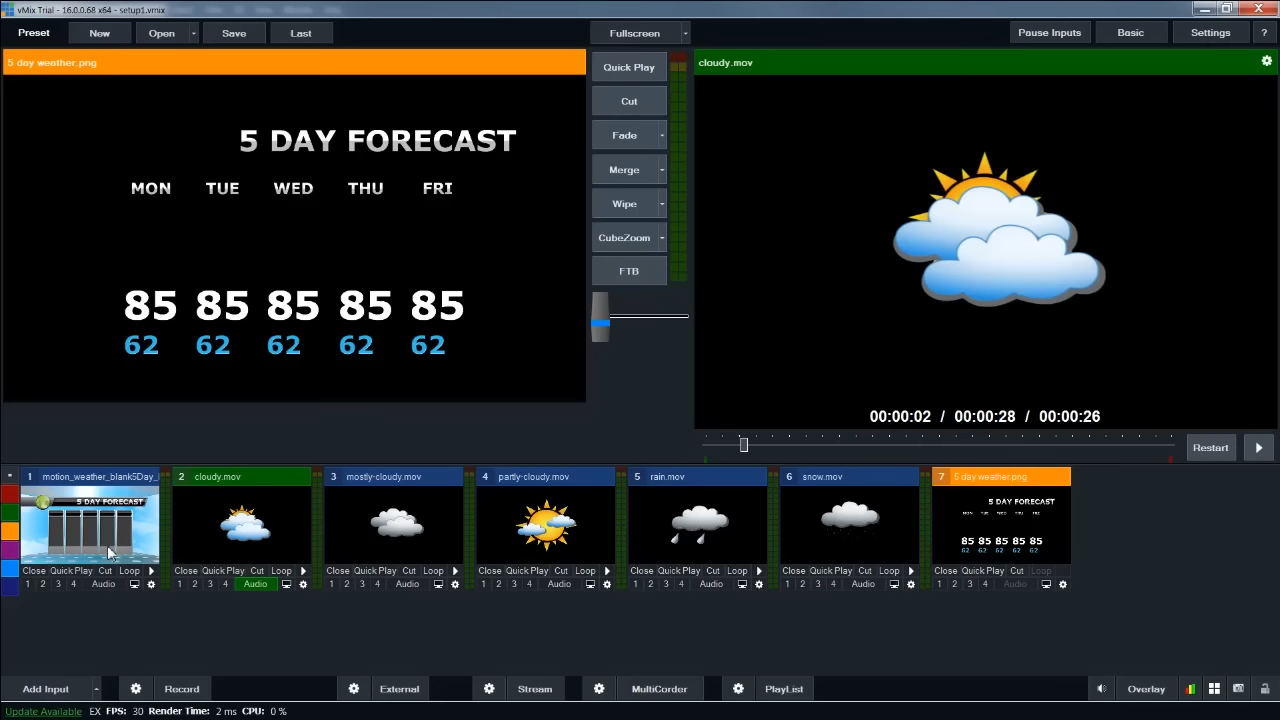 vMix Trial - 16.0.0.68 x64 - setup1.vmix
Preset New Open Save Last Fullscreen Pause Inputs Basic Settings ?
5 day weather.png
5 DAY FORECAST
MON TUE WED THU FRI
85 85 85 85 85
62 62 62 62 62
Quick Play
Cut
Fade
Merge
Wipe
CubeZoom
FTB
cloudy.mov
00:00:02 / 00:00:28 / 00:00:26
Restart
1 motion_weather_blank5Day_
5 DAY FORECAST
Close Quick Play Cut Loop
1 2 3 4 Audio
2 cloudy.mov
Close Quick Play Cut Loop
1 2 3 4 Audio
3 mostly-cloudy.mov
Close Quick Play Cut Loop
1 2 3 4 Audio
4 partly-cloudy.mov
Close Quick Play Cut Loop
1 2 3 4 Audio
5 rain.mov
Close Quick Play Cut Loop
1 2 3 4 Audio
6 snow.mov
Close Quick Play Cut Loop
1 2 3 4 Audio
7 5 day weather.png
5 DAY FORECAST
MON TUE WED THU FRI
85 85 85 85 85
62 62 62 62 62
Close Quick Play Cut Loop
1 2 3 4 Audio
Add Input Record External Stream MultiCorder PlayList Overlay
Update Available EX FPS: 30 Render Time: 2 ms CPU: 0 %